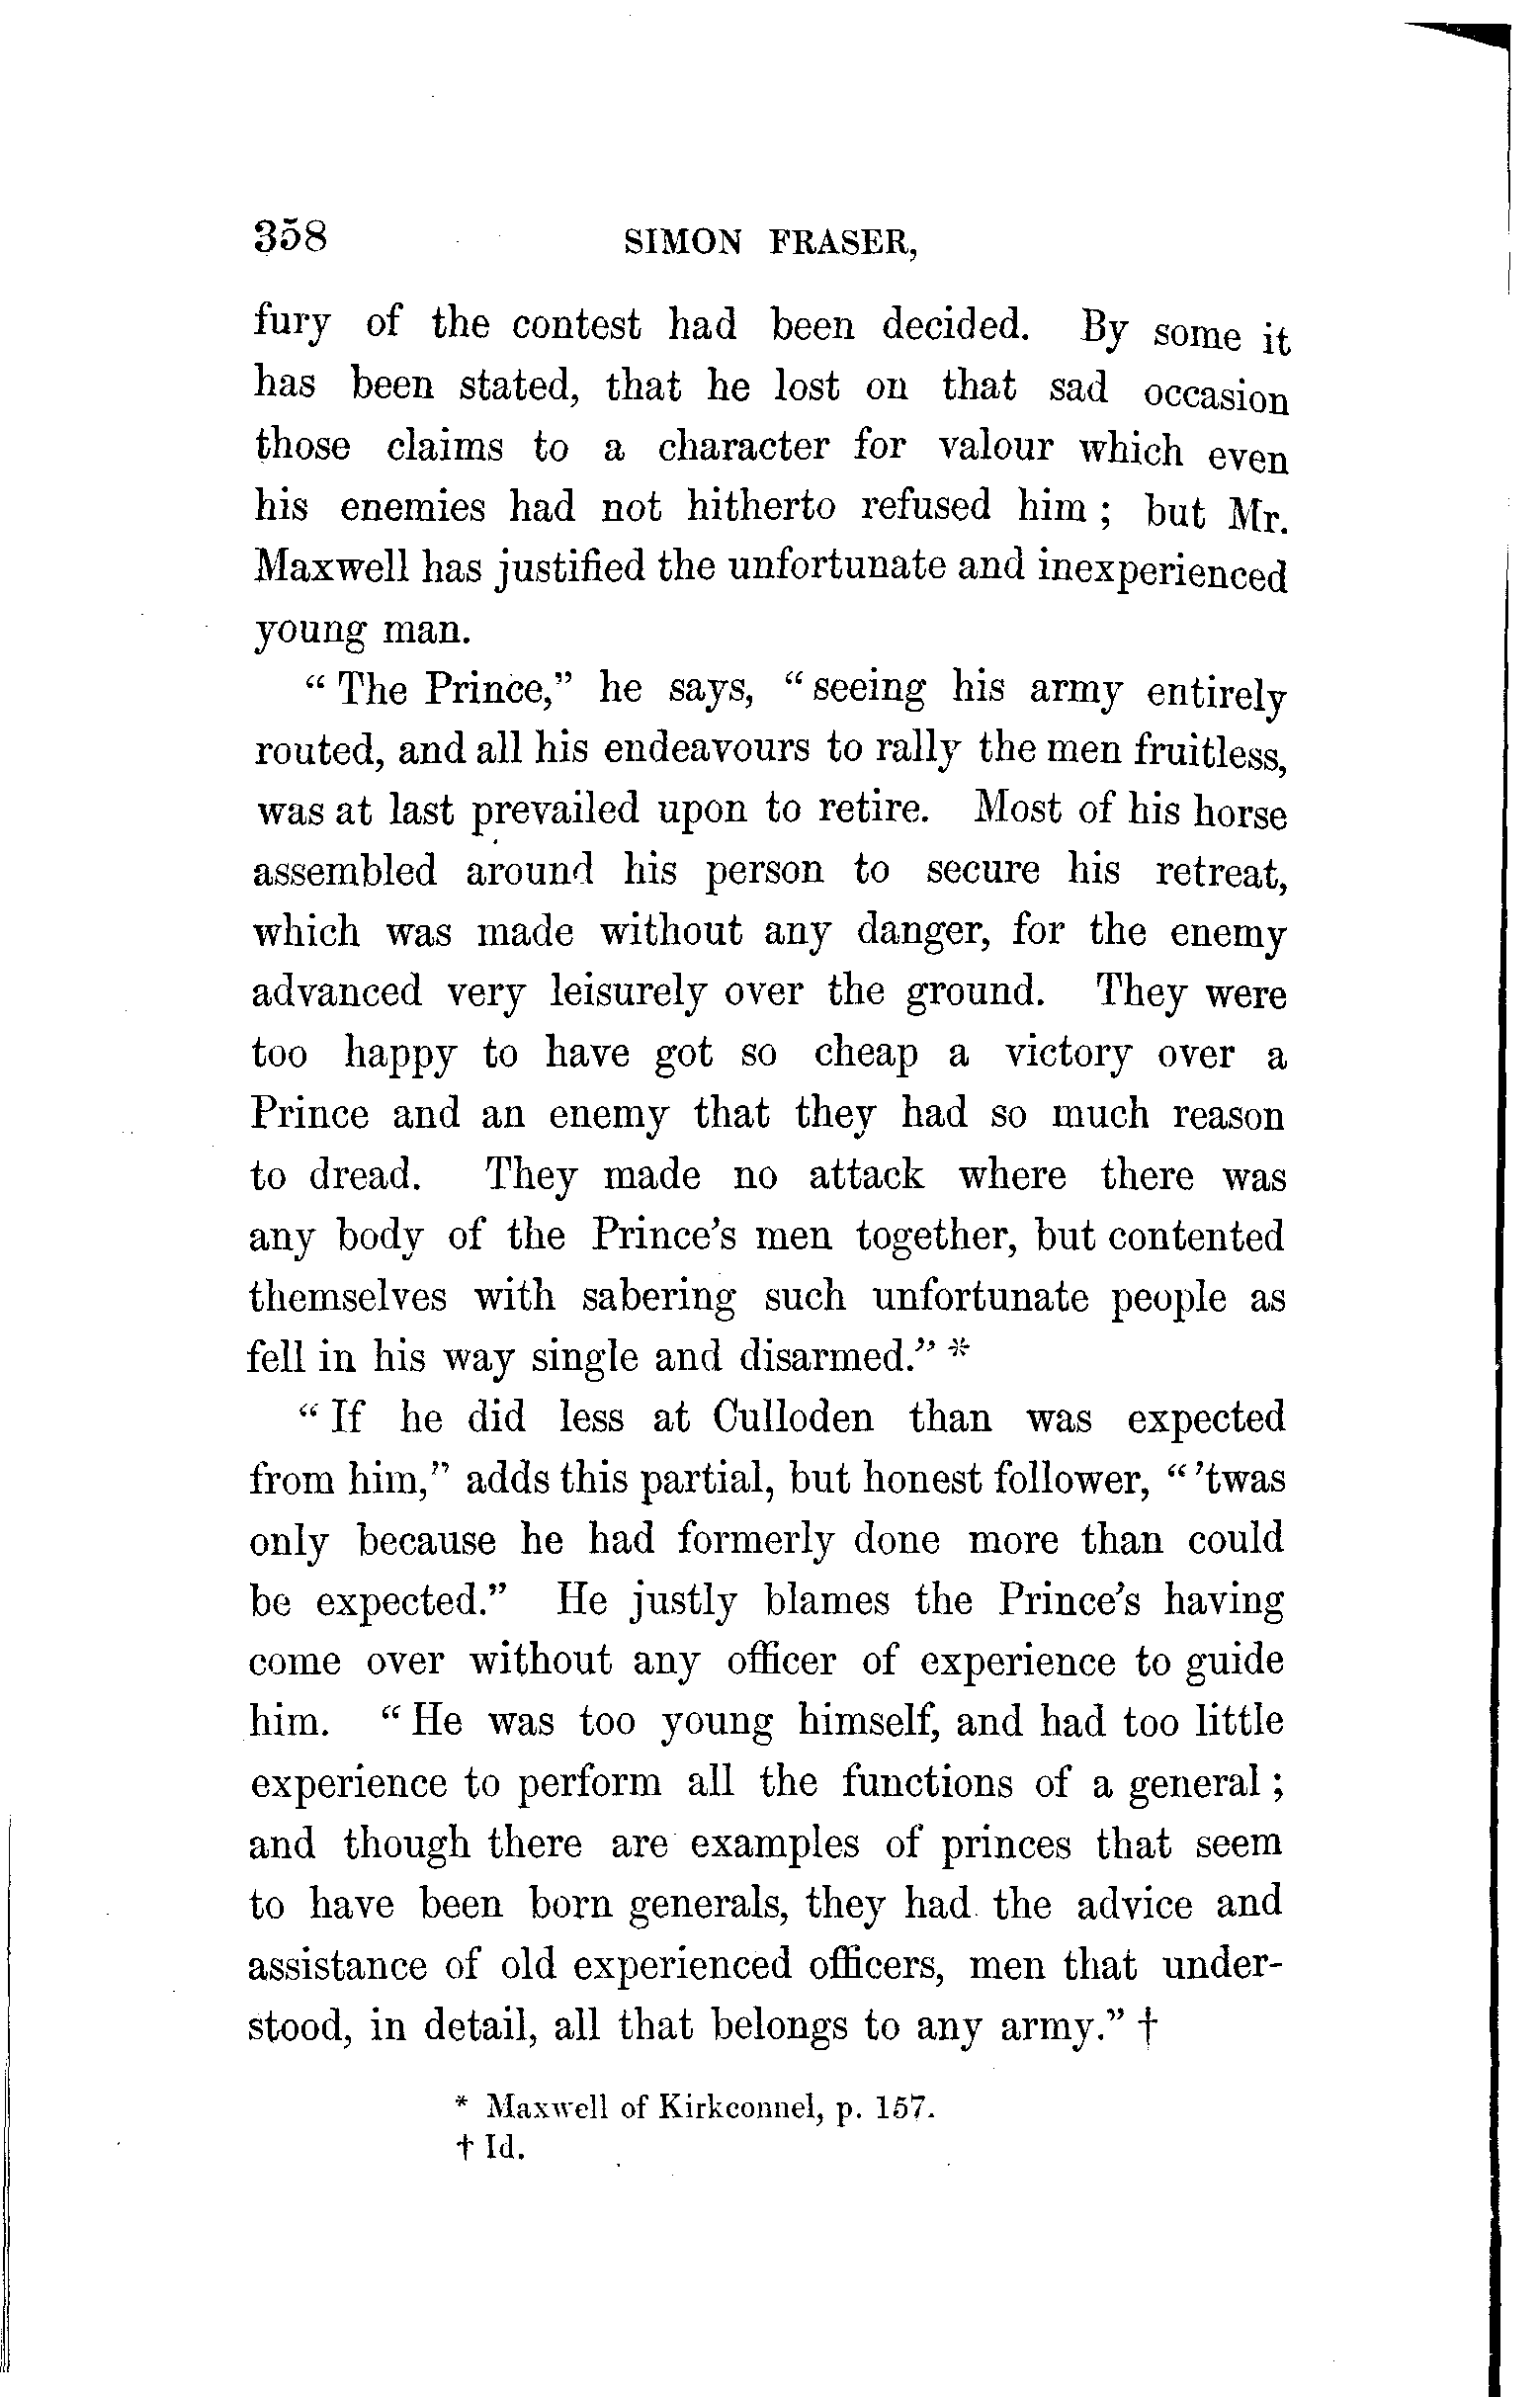 358 SIMON FRASER,
fury of the contest had been decided. By some it
has been stated, that he lost on that sad occasion
those claims to a character for valour which even
his enemies had not hitherto refused him ; but Mr.
Maxwell has justified the unfortunate and inexperienced
young man.
“ The Prince,” he says, “ seeing his army entirely
routed, and all his endeavours to rally the men fruitless,
was at last prevailed upon to retire. Most of his horse
assembled around his person to secure his retreat,
which was made without any danger, for the enemy
advanced very leisurely over the ground. They were
too happy to have got so cheap a victory over a
Prince and an enemy that they had so much reason
to dread. They made no attack where there was
any body of the Prince’s men together, but contented
themselves with sabering such unfortunate people as
fell in his way single and disarmed.” *
“ If he did less at Culloden than was expected
from him,” adds this partial, but honest follower, “ ’twas
only because he had formerly done more than could
be expected.” He justly blames the Prince’s having
come over without any officer of experience to guide
him. “ He was too young himself, and had too little
experience to perform all the functions of a general ;
and though there are examples of princes that seem
to have been born generals, they had the advice and
assistance of old experienced officers, men that under-
stood, in detail, all that belongs to any army.” †
* Maxwell of Kirkconnel, p. 157.
† Id.